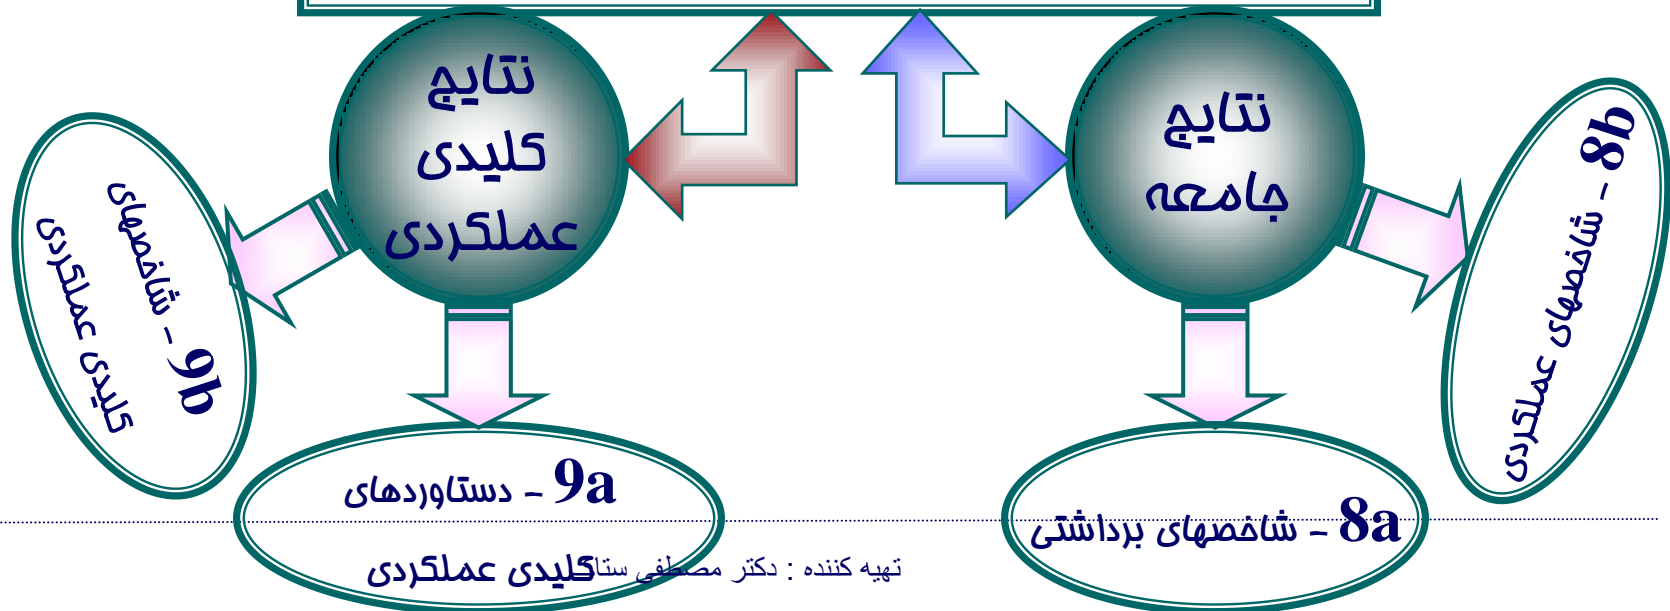 نتایج
جامعه
نتایج
کلیدی
عملکردی
8b - شاخصهای عملکردی
8a - شاخصهای برداشتی
9b - شاخصهای
کلیدی عملکردی
9a - دستاوردهای
کلیدی عملکردی
تهیه کننده : دکتر مصطفی